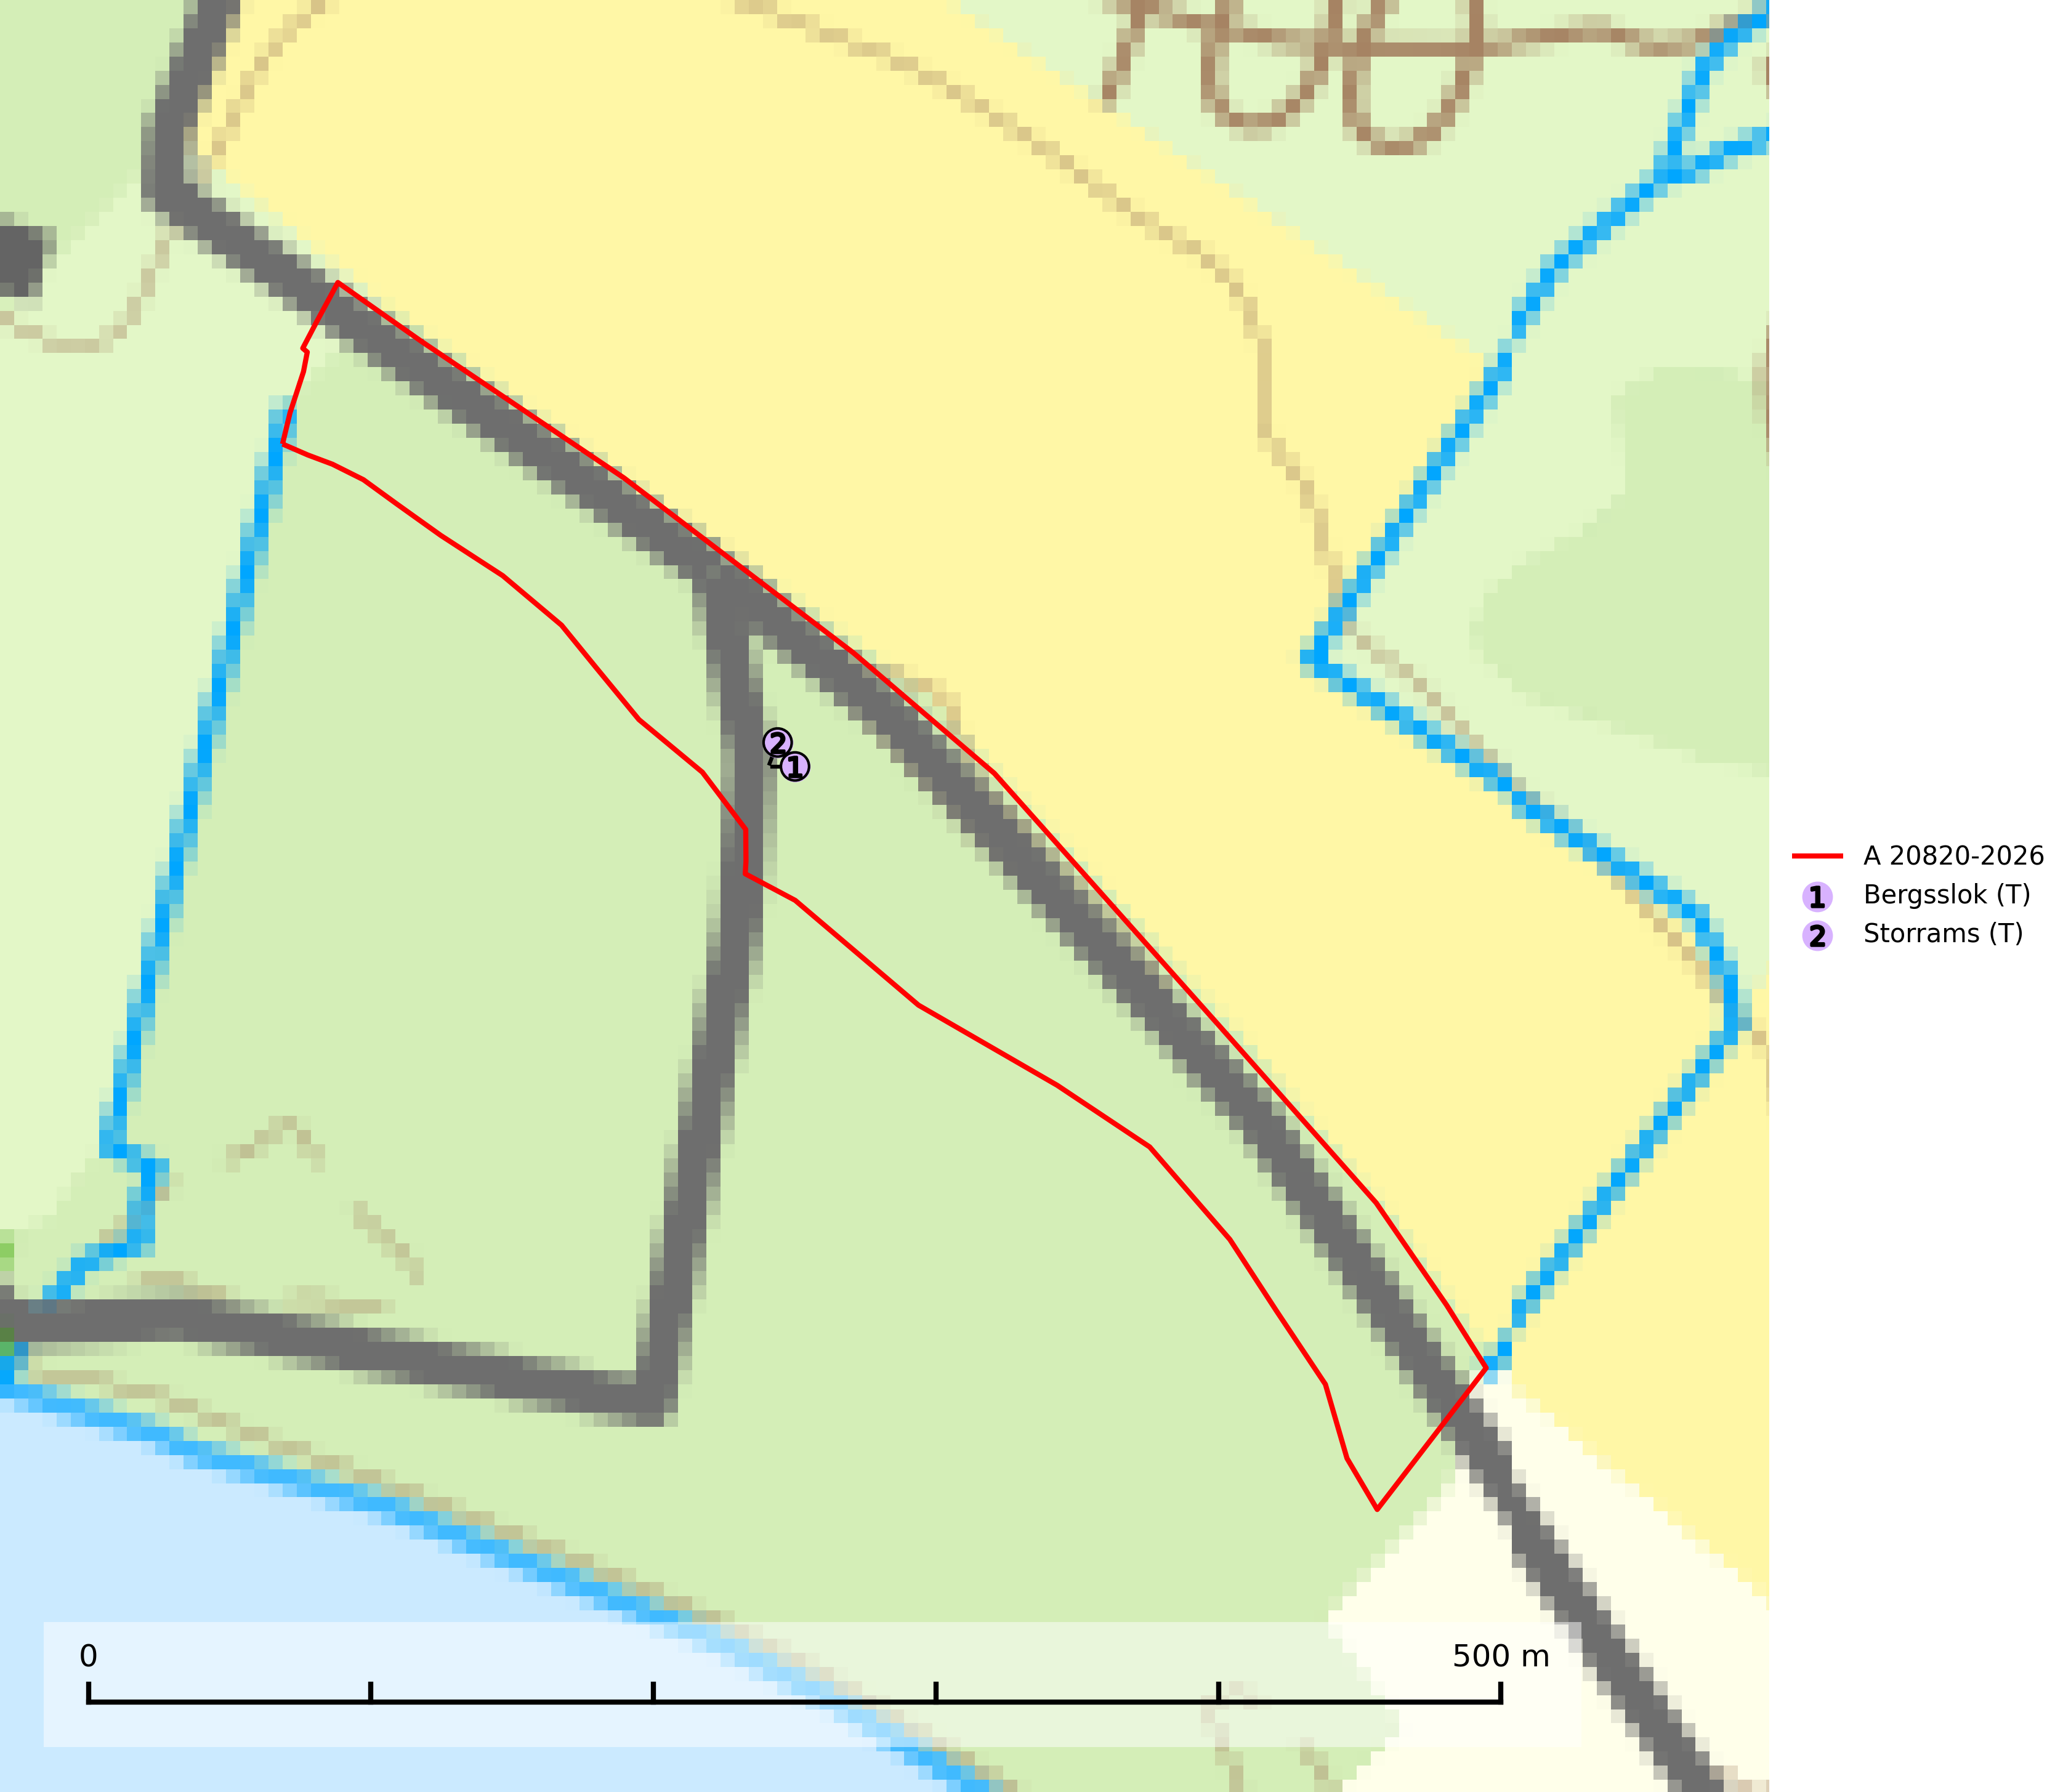 2
1
A 20820-2026
1 Bergsslok (T)
2 Storrams (T)
0 500 m